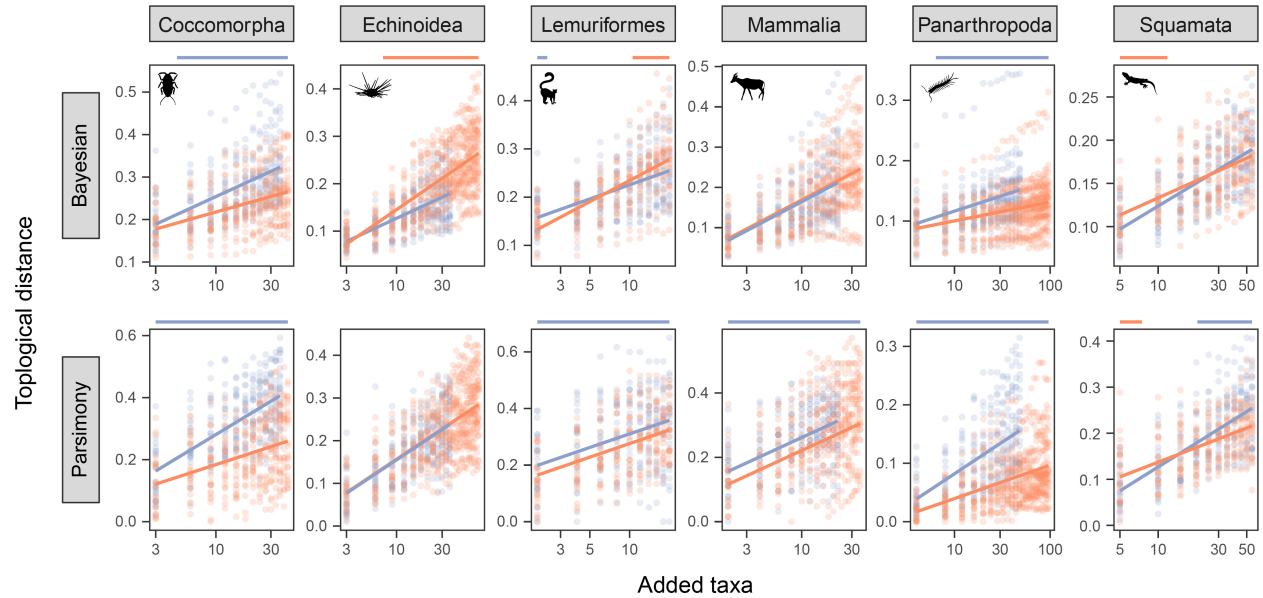 Coccomorpha Echinoidea Lemuriformes Mammalia Panarthropoda Squamata
Toplogical distance
Bayesian
0.5 0.4 0.3 0.2 0.1
0.4 0.3 0.2 0.1
0.4 0.3 0.2 0.1
0.5 0.4 0.3 0.2 0.1
0.3 0.2 0.1
0.25 0.20 0.15 0.10
3 10 30 3 10 30 3 5 10 3 10 30 10 30 100 5 10 30 50
Parsimony
0.6 0.4 0.2 0.0
0.4 0.3 0.2 0.1 0.0
0.6 0.4 0.2 0.0
0.4 0.2 0.0
0.3 0.2 0.1 0.0
0.4 0.3 0.2 0.1 0.0
3 10 30 3 10 30 3 5 10 3 10 30 10 30 100 5 10 30 50
Added taxa